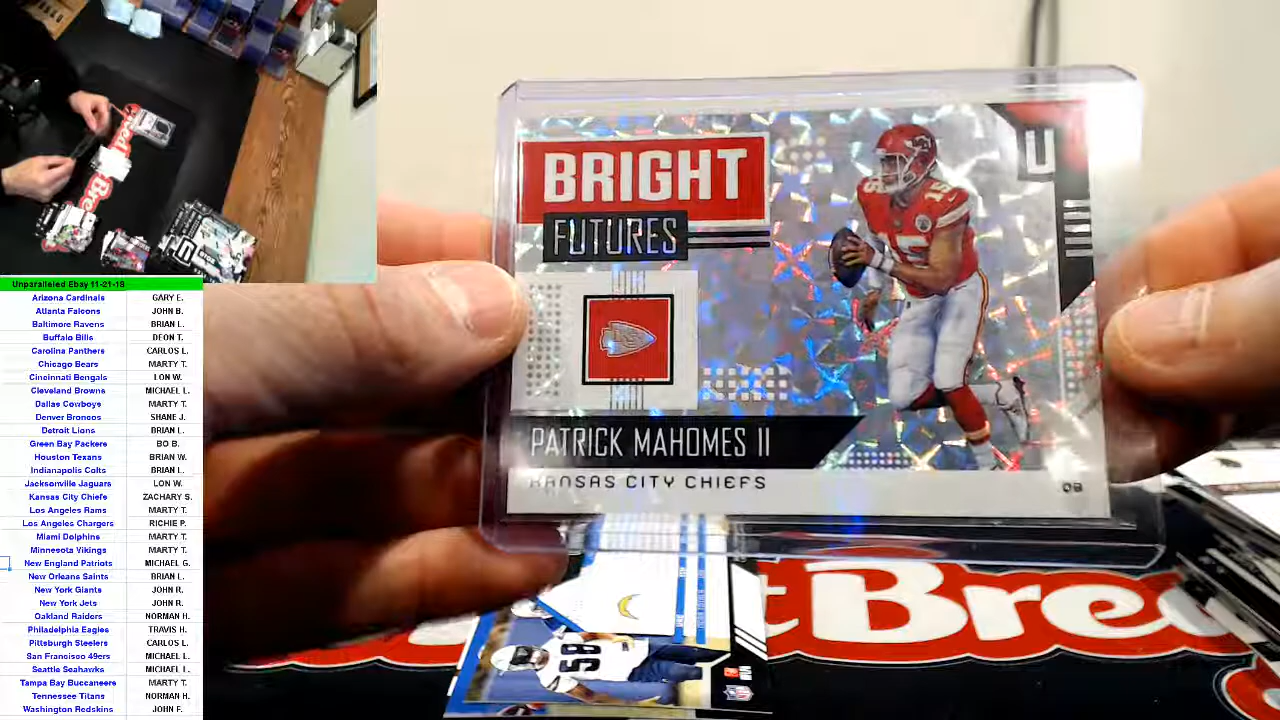 BRIGHT
FUTURES
PATRICK MAHOMES II
KANSAS CITY CHIEFS
QB
U
15
58
NFL
Bre
Unparalleled Ebay 11-21-18
Arizona Cardinals GARY E.
Atlanta Falcons JOHN B.
Baltimore Ravens BRIAN L.
Buffalo Bills DEON T.
Carolina Panthers CARLOS L.
Chicago Bears MARTY T.
Cincinnati Bengals LON W.
Cleveland Browns MICHAEL L.
Dallas Cowboys MARTY T.
Denver Broncos SHANE J.
Detroit Lions BRIAN L.
Green Bay Packers BO B.
Houston Texans BRIAN W.
Indianapolis Colts BRIAN L.
Jacksonville Jaguars LON W.
Kansas City Chiefs ZACHARY S.
Los Angeles Rams MARTY T.
Los Angeles Chargers RICHIE P.
Miami Dolphins MARTY T.
Minnesota Vikings MARTY T.
New England Patriots MICHAEL G.
New Orleans Saints BRIAN L.
New York Giants JOHN R.
New York Jets JOHN R.
Oakland Raiders NORMAN H.
Philadelphia Eagles TRAVIS H.
Pittsburgh Steelers CARLOS L.
San Francisco 49ers MICHAEL L.
Seattle Seahawks MICHAEL L.
Tampa Bay Buccaneers MARTY T.
Tennessee Titans NORMAN H.
Washington Redskins JOHN F.